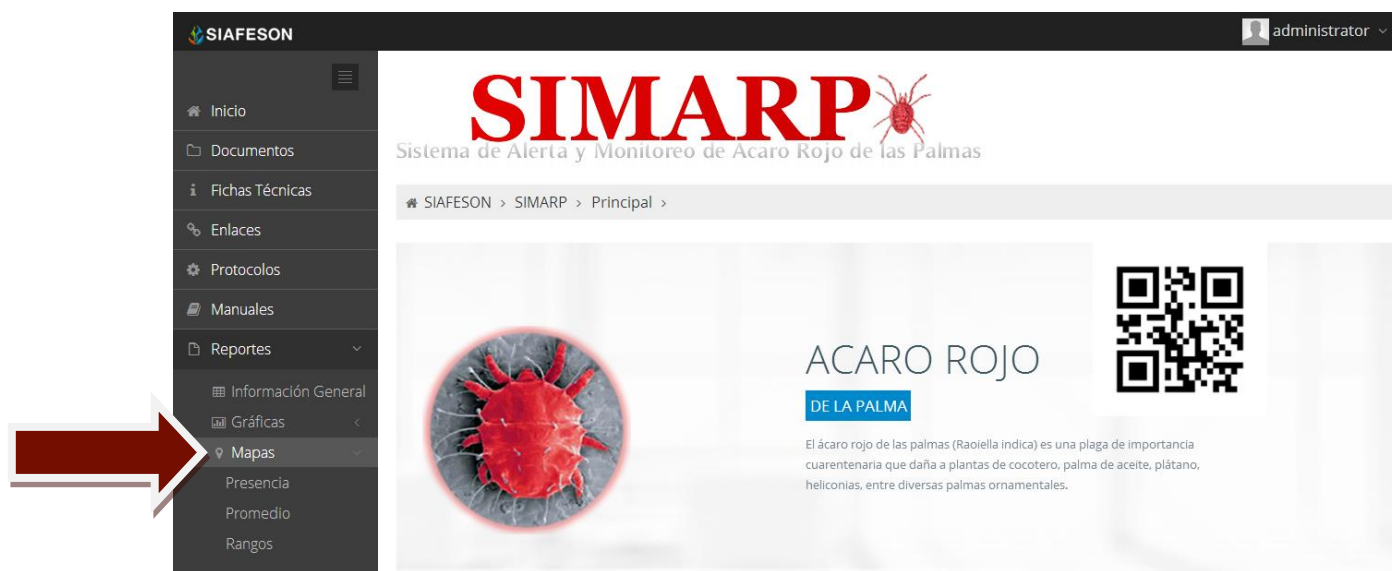 SIAFESON
administrator
Inicio
Documentos
Fichas Técnicas
Enlaces
Protocolos
Manuales
Reportes
Información General
Gráficas
Mapas
Presencia
Promedio
Rangos
SIMARP
Sistema de Alerta y Monitoreo de Acaro Rojo de las Palmas
SIAFESON > SIMARP > Principal >
ACARO ROJO
DE LA PALMA
El ácaro rojo de las palmas (Raoiella indica) es una plaga de importancia
cuarentenaria que daña a plantas de cocotero, palma de aceite, plátano,
heliconias, entre diversas palmas ornamentales.